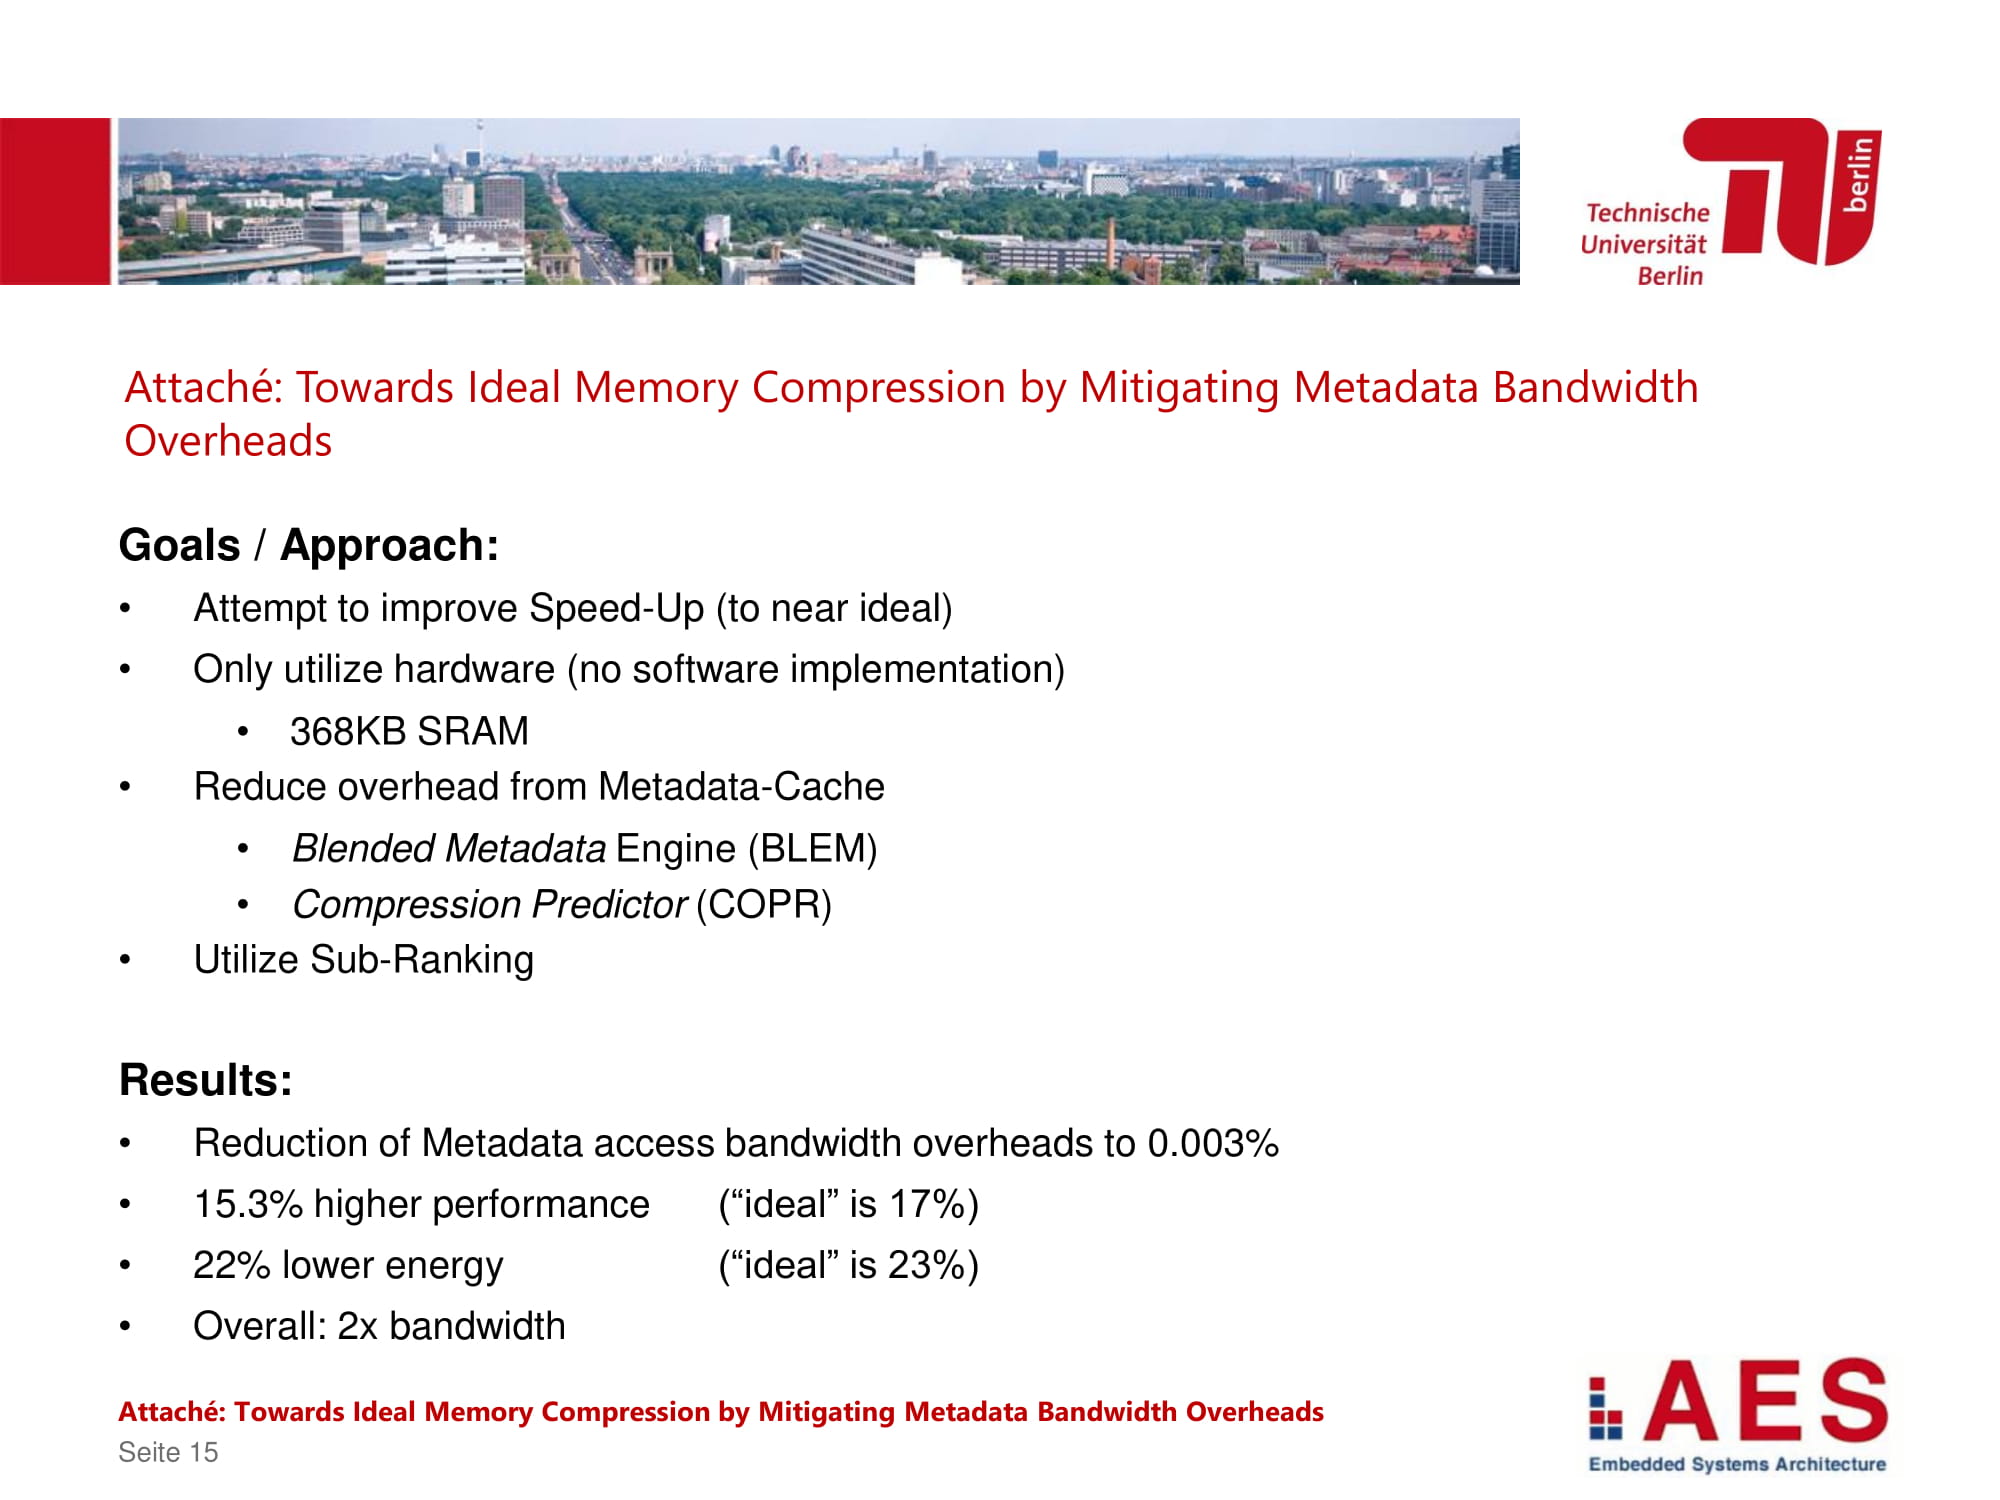 berlin
Technische
Universität
Berlin
Attaché: Towards Ideal Memory Compression by Mitigating Metadata Bandwidth
Overheads
Goals / Approach:
• Attempt to improve Speed-Up (to near ideal)
• Only utilize hardware (no software implementation)
• 368KB SRAM
• Reduce overhead from Metadata-Cache
• Blended Metadata Engine (BLEM)
• Compression Predictor (COPR)
• Utilize Sub-Ranking
Results:
• Reduction of Metadata access bandwidth overheads to 0.003%
• 15.3% higher performance (“ideal” is 17%)
• 22% lower energy (“ideal” is 23%)
• Overall: 2x bandwidth
Attaché: Towards Ideal Memory Compression by Mitigating Metadata Bandwidth Overheads
Seite 15
AES
Embedded Systems Architecture